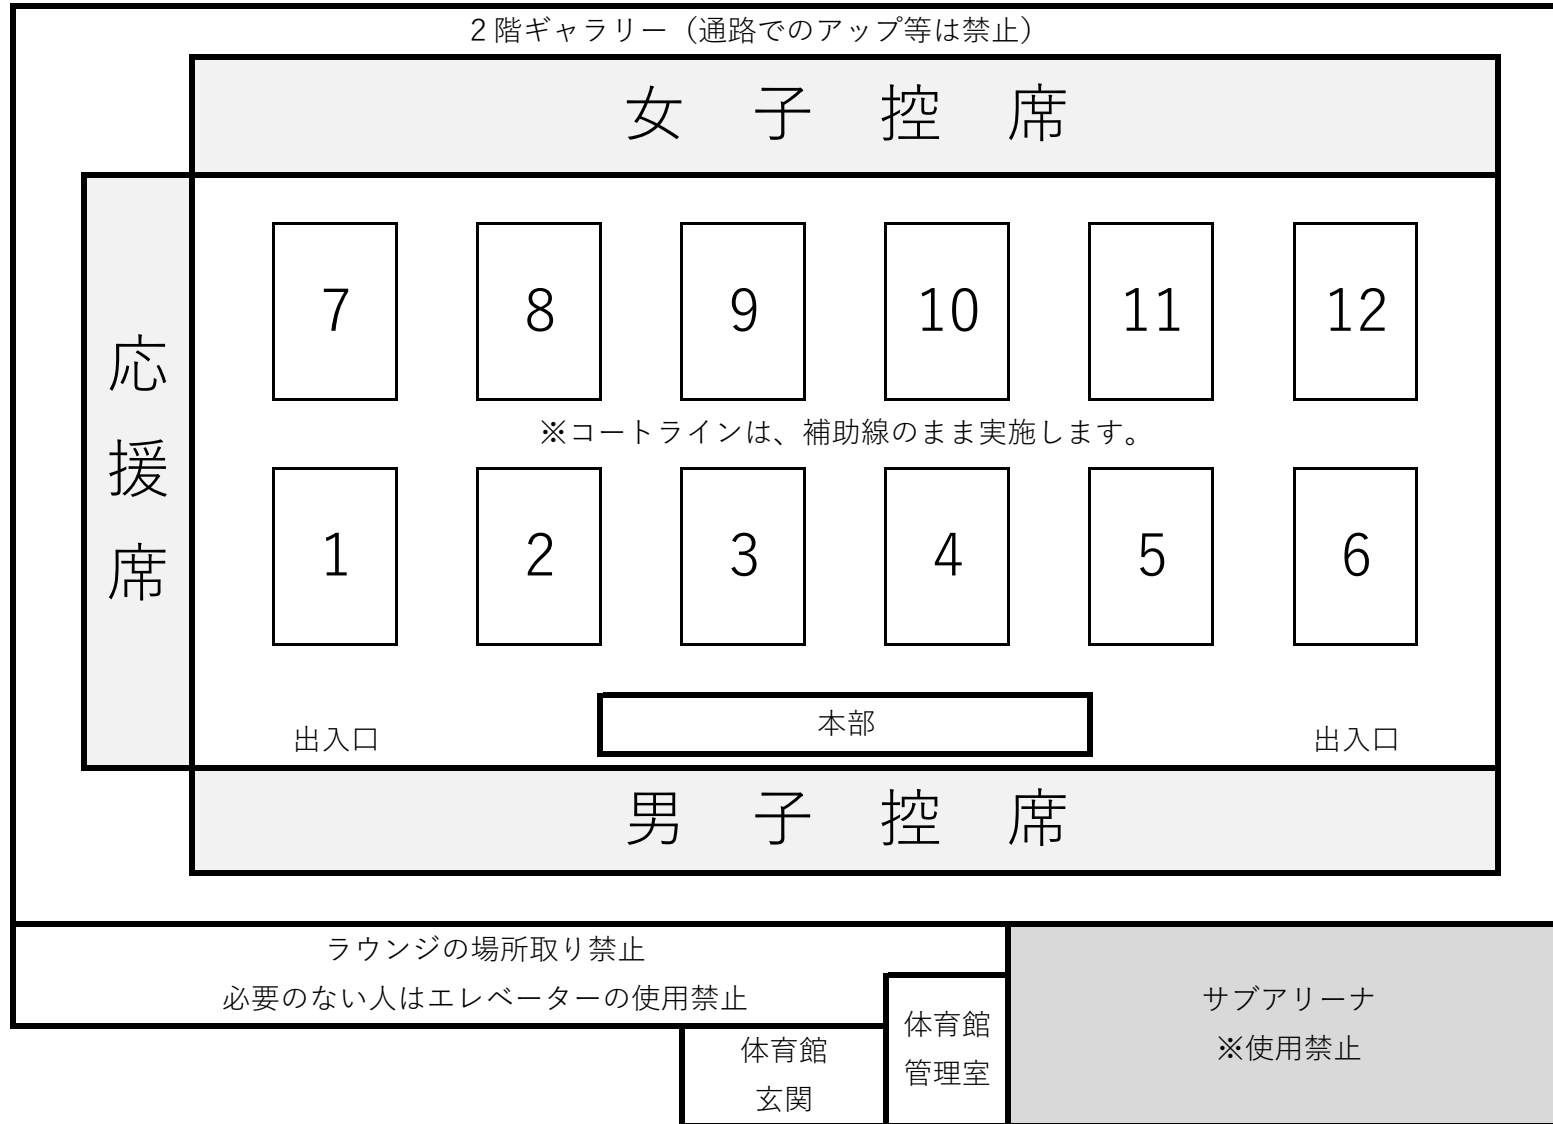 ２階ギャラリー（通路でのアップ等は禁止）
女子控席
応援席
7 8 9 10 11 12
※コートラインは、補助線のまま実施します。
1 2 3 4 5 6
本部
出入口 出入口
男子控席
ラウンジの場所取り禁止
必要のない人はエレベーターの使用禁止
体育館
管理室
サブアリーナ
※使用禁止
体育館
玄関